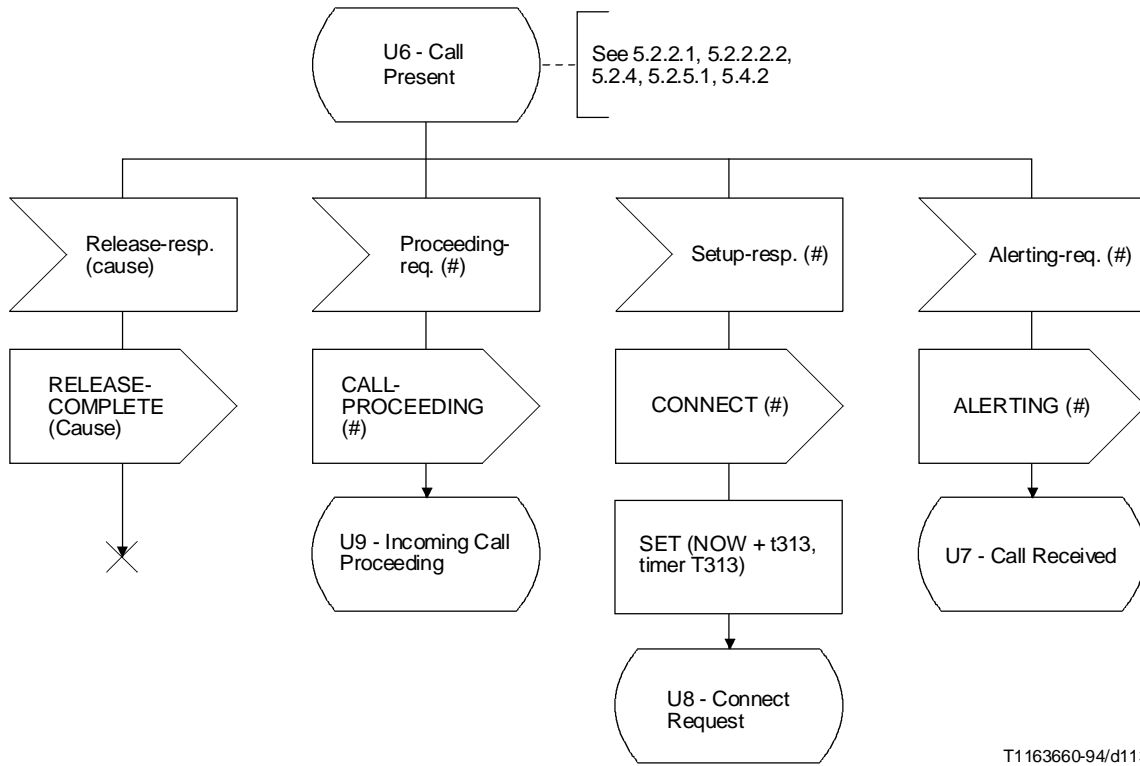 U6 - Call
Present
See 5.2.2.1, 5.2.2.2.2,
5.2.4, 5.2.5.1, 5.4.2
Release-resp.
(cause)
Proceeding-
req. (#)
Setup-resp. (#)
Alerting-req. (#)
RELEASE-
COMPLETE
(Cause)
CALL-
PROCEEDING
(#)
CONNECT (#)
ALERTING (#)
U9 - Incoming Call
Proceeding
SET (NOW + t313,
timer T313)
U7 - Call Received
U8 - Connect
Request